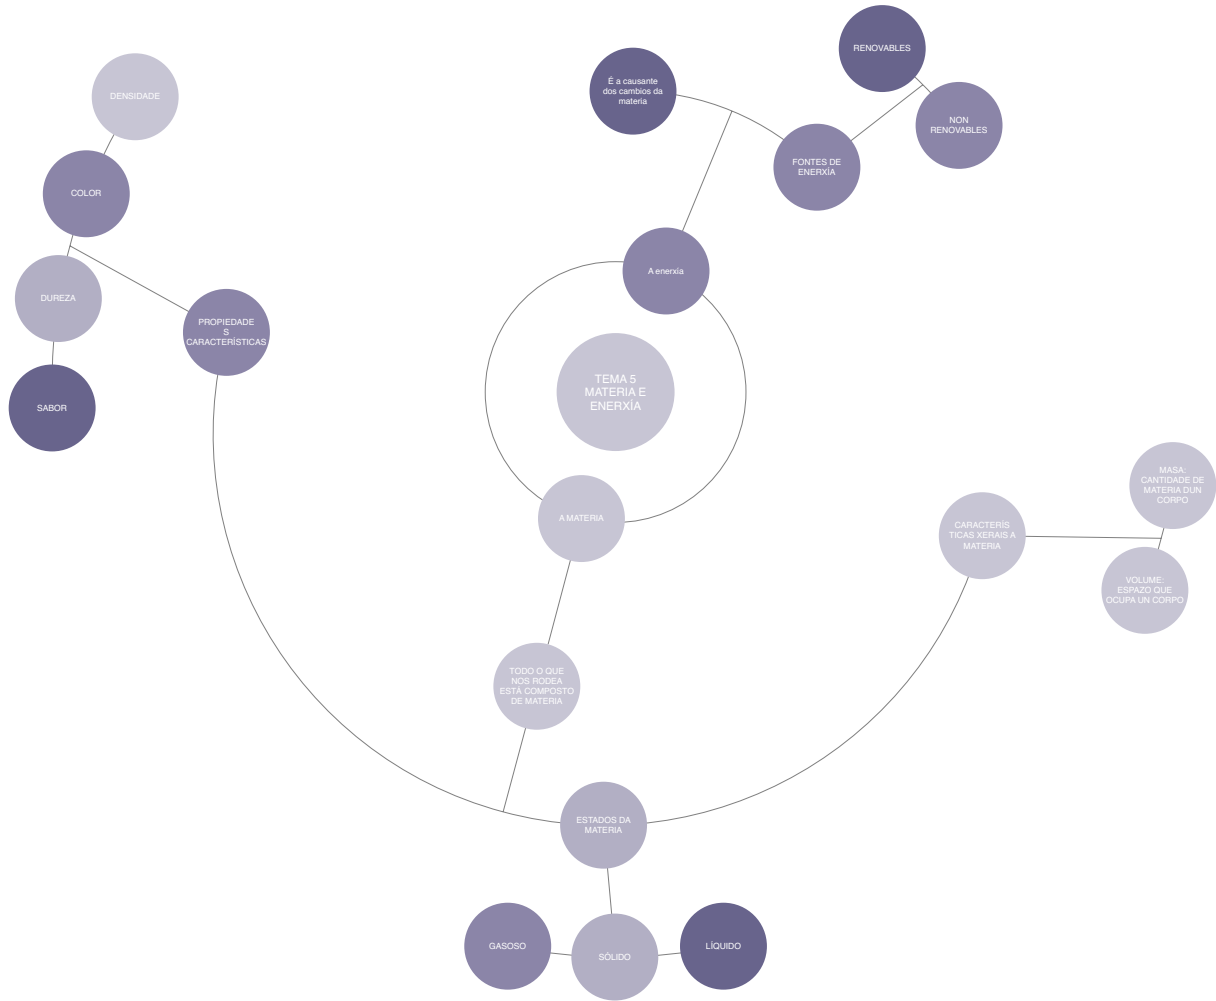 RENOVABLES
É a causante
dos cambios da
materia
DENSIDADE
NON
RENOVABLES
FONTES DE
ENERXÍA
COLOR
A enerxía
DUREZA
PROPIEDADE
S
CARACTERÍSTICAS
TEMA 5
MATERIA E
ENERXÍA
SABOR
MASA:
CANTIDADE DE
MATERIA DUN
CORPO
A MATERIA
CARACTERÍS
TICAS XERAIS A
MATERIA
VOLUME:
ESPAZO QUE
OCUPA UN CORPO
TODO O QUE
NOS RODEA
ESTÁ COMPOSTO
DE MATERIA
ESTADOS DA
MATERIA
GASOSO
SÓLIDO
LÍQUIDO